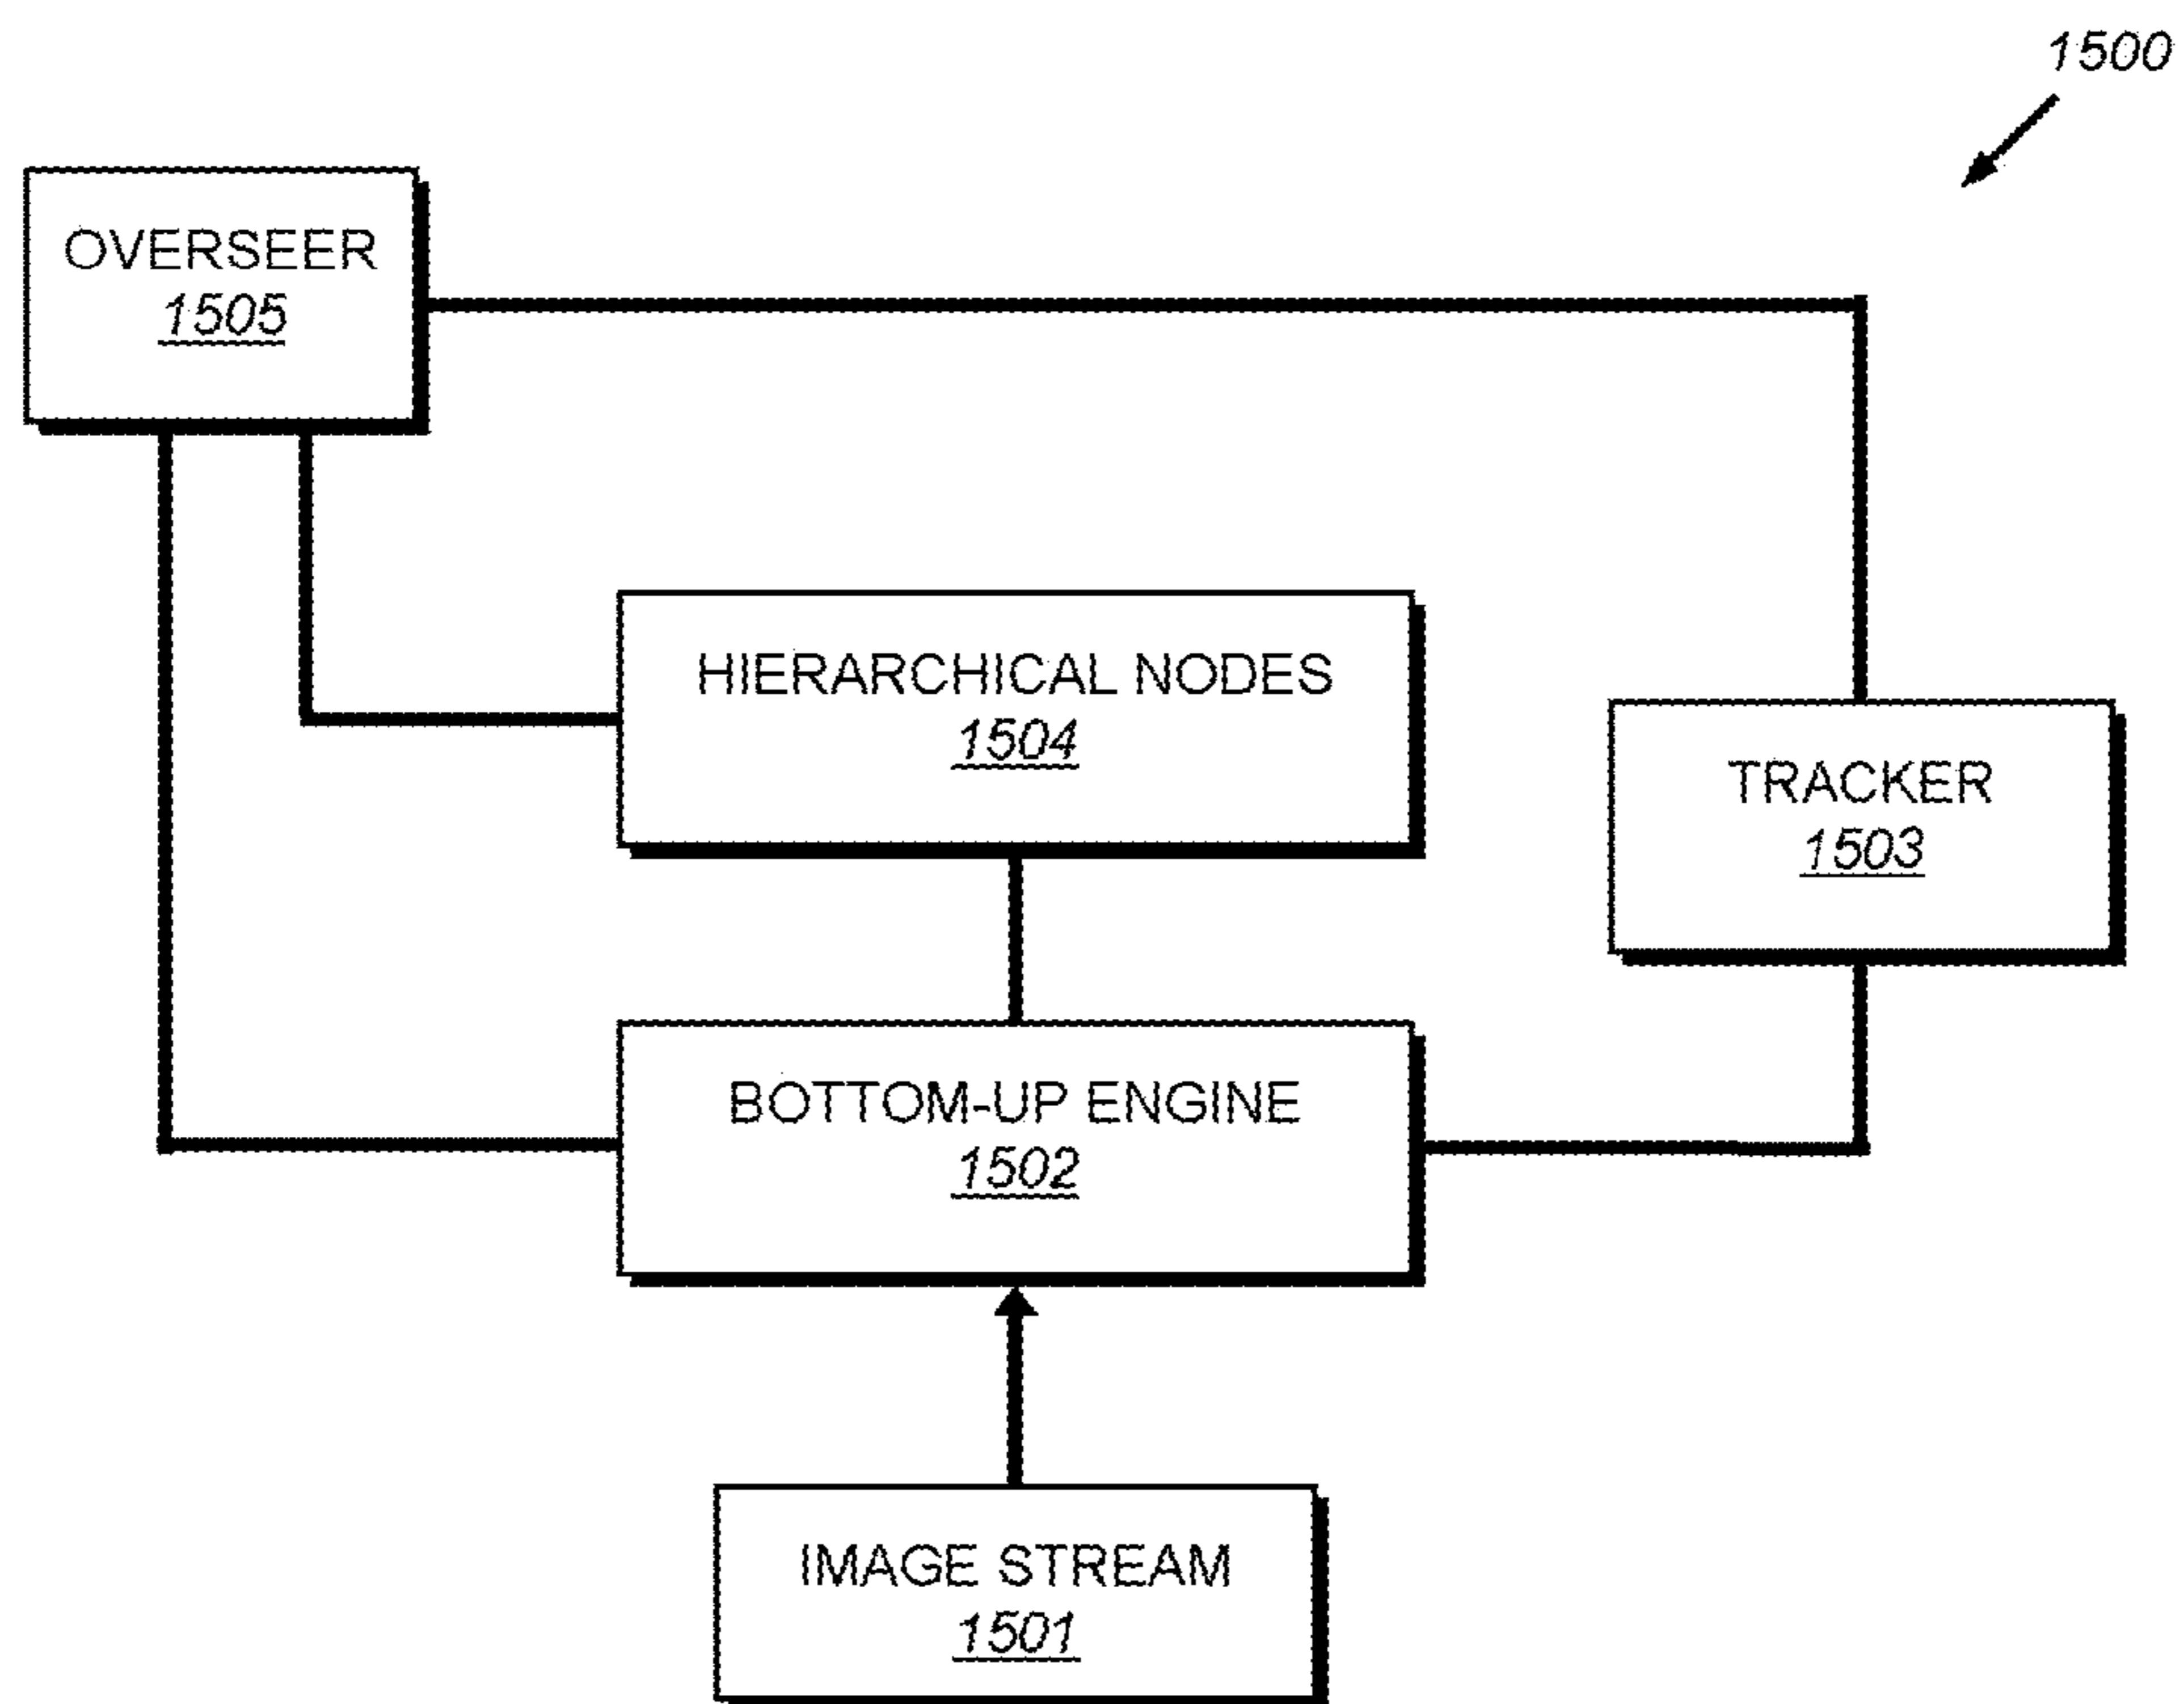 1500
OVERSEER
1505
HIERARCHICAL NODES
1504
TRACKER
1503
BOTTOM-UP ENGINE
1502
IMAGE STREAM
1501